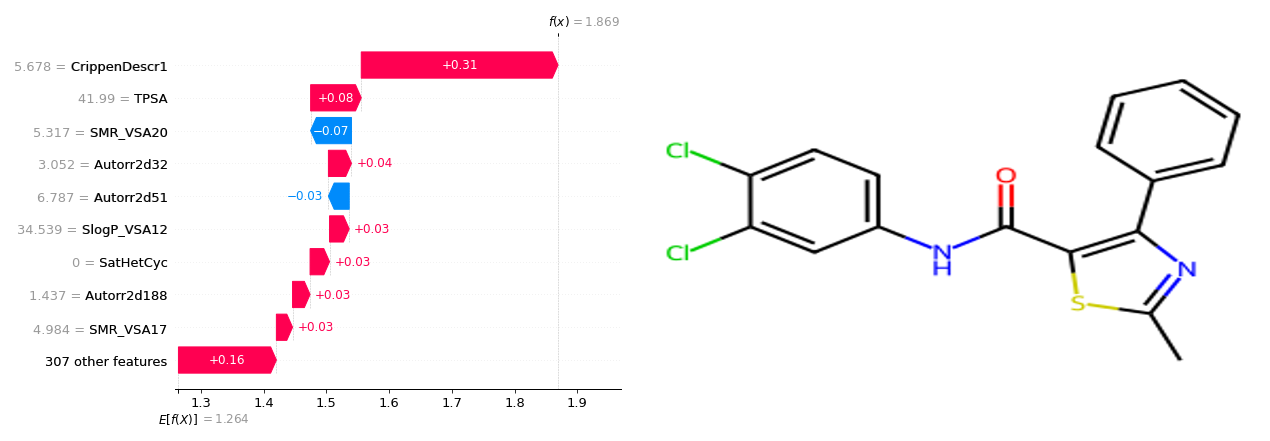 f(x) = 1.869
5.678 = CrippenDescr1 +0.31
41.99 = TPSA +0.08
5.317 = SMR_VSA20 −0.07
3.052 = Autorr2d32 +0.04
6.787 = Autorr2d51 −0.03
34.539 = SlogP_VSA12 +0.03
0 = SatHetCyc +0.03
1.437 = Autorr2d188 +0.03
4.984 = SMR_VSA17 +0.03
307 other features +0.16
1.3 1.4 1.5 1.6 1.7 1.8 1.9
E[f(X)] = 1.264
Cl
O
Cl
N
H
N
S